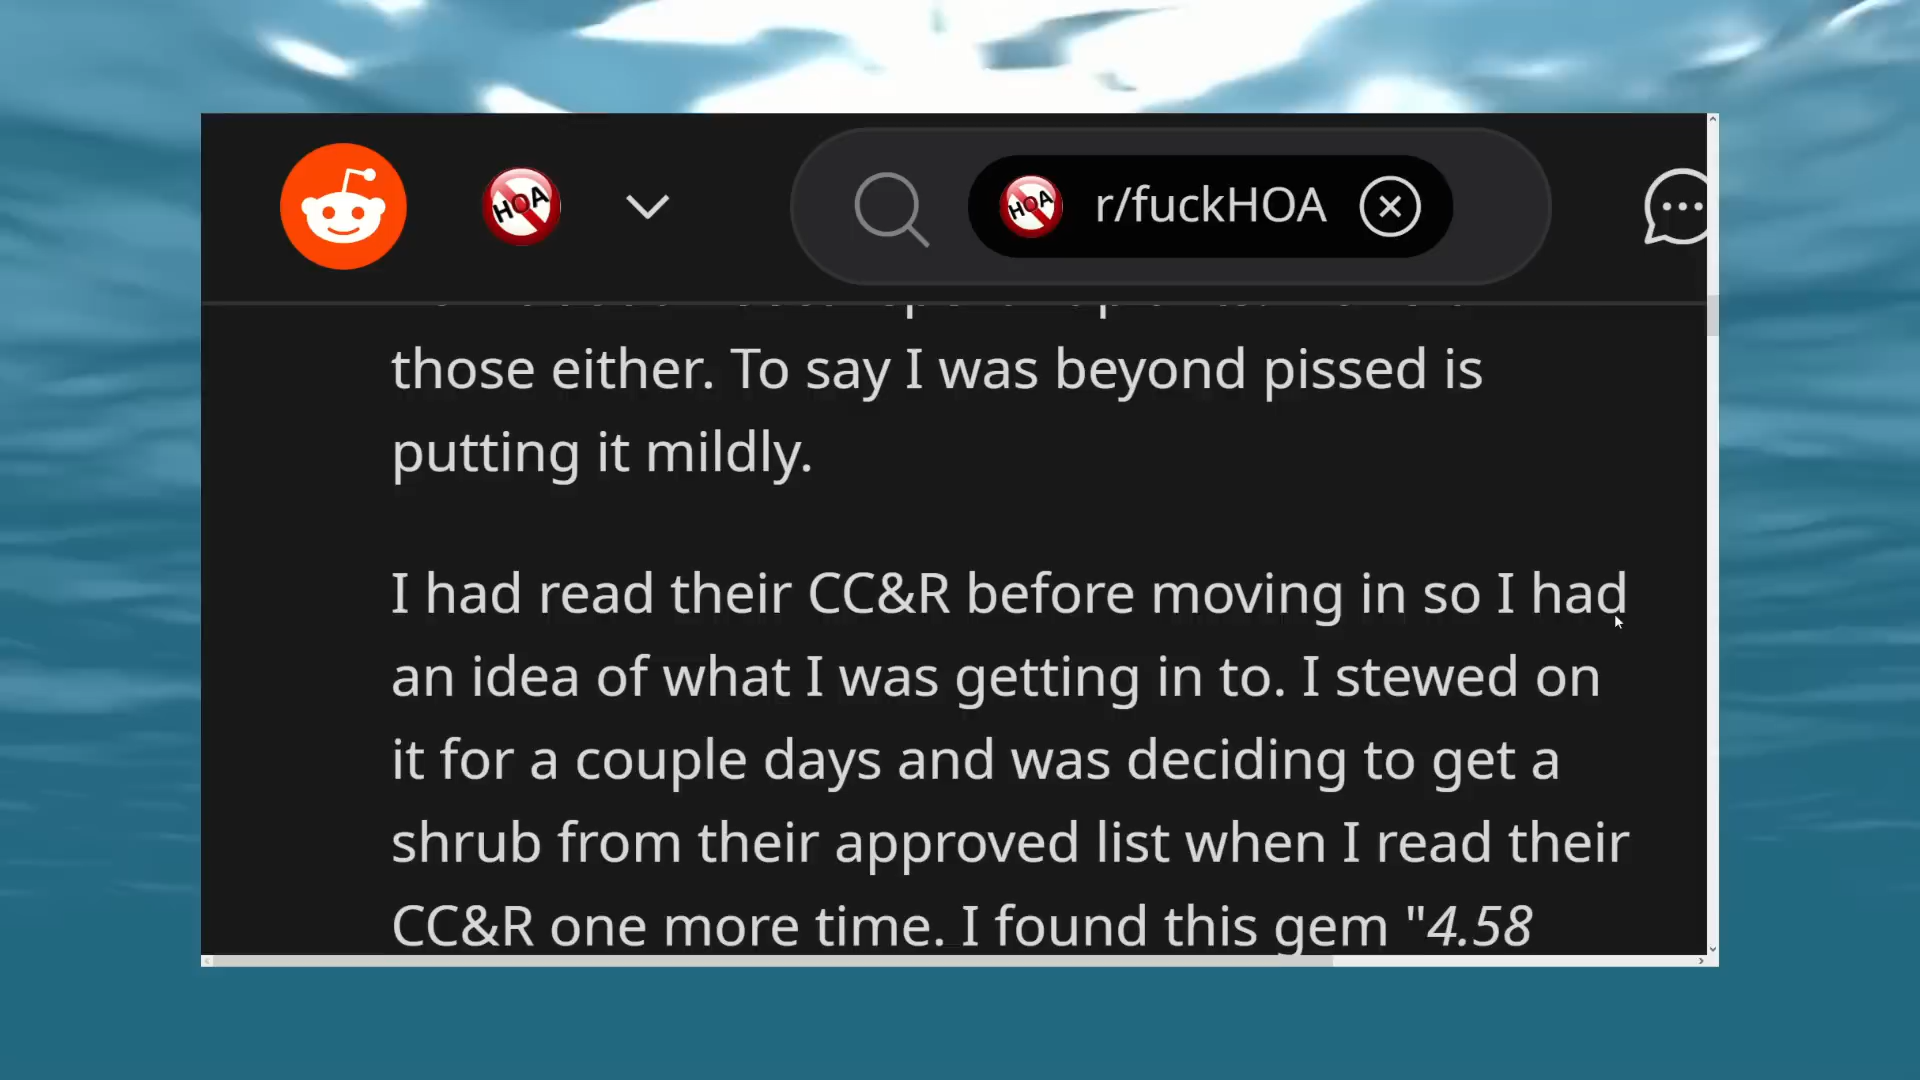 HOA
HOA r/fuckHOA
those either. To say I was beyond pissed is
putting it mildly.
I had read their CC&R before moving in so I had
an idea of what I was getting in to. I stewed on
it for a couple days and was deciding to get a
shrub from their approved list when I read their
CC&R one more time. I found this gem "4.58